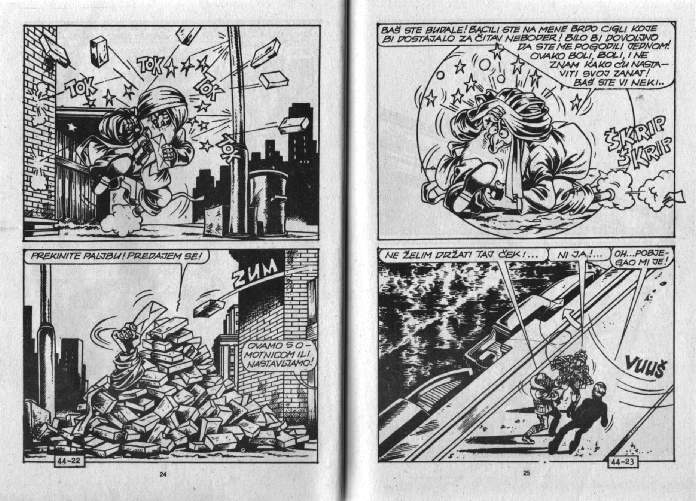 TOK
TOK
TOK
TOK
PREKINITE PALJBU! PREDAJEM SE!
ZUM
OVAMO S O-
MOTNICOM ILI
NASTAVLJAMO!
44-22
24
BAŠ STE BUDALE! BACILI STE NA MENE BRDO CIGLI KOJE
BI DOSTAJALO ZA ČITAV NEBODER! BILO BI DOVOLJNO
DA STE ME POGODILI JEDNOM!
OVAKO BOLI, BOLI, I NE
ZNAM KAKO ĆU NASTA-
VITI SVOJ ZANAT!
BAŠ STE VI NEKI..
ŠKRIP
ŠKRIP
NE ŽELIM DRŽATI TAJ ČEK!...
NI JA!...
OH...POBJE-
GAO MI JE!
VUUŠ
44-23
25